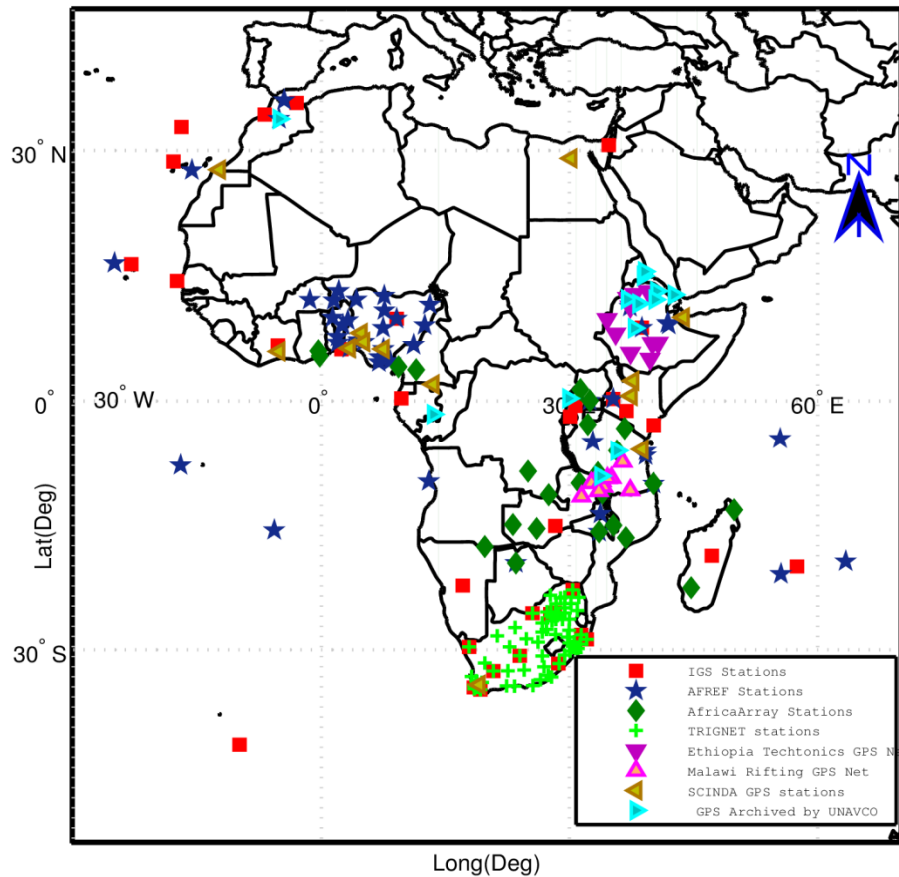 30° N
N
0°
30° W
0°
30° E
60° E
Lat(Deg)
30° S
IGS Stations
AFREF Stations
AfricaArray Stations
TRIGNET stations
Ethiopia Techtonics GPS N
Malawi Rifting GPS Net
SCINDA GPS stations
GPS Archived by UNAVCO
Long(Deg)